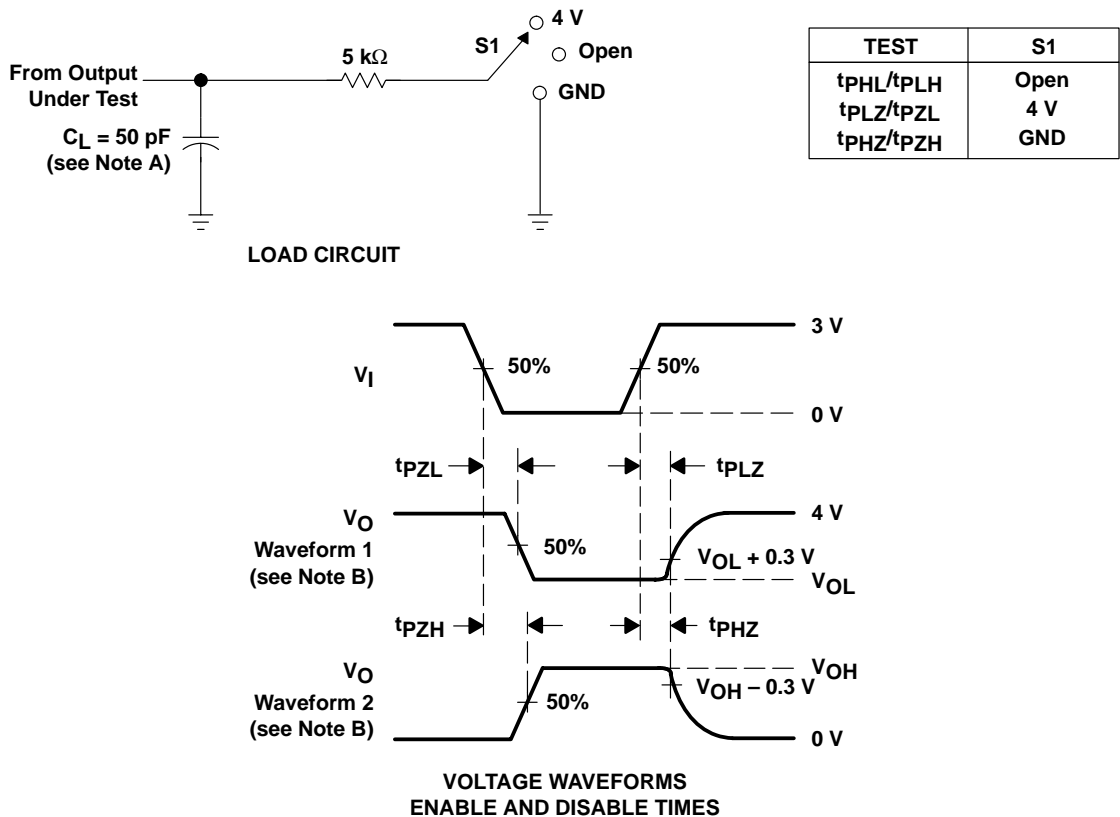 4 V
S1
Open
5 kΩ
From Output
Under Test
GND
CL = 50 pF
(see Note A)
LOAD CIRCUIT
TEST S1
tPHL/tPLH Open
tPLZ/tPZL 4 V
tPHZ/tPZH GND
3 V
VI
50%
50%
0 V
tPZL
tPLZ
VO
Waveform 1
(see Note B)
4 V
50%
VOL + 0.3 V
VOL
tPZH
tPHZ
VO
Waveform 2
(see Note B)
VOH
VOH – 0.3 V
50%
0 V
VOLTAGE WAVEFORMS
ENABLE AND DISABLE TIMES